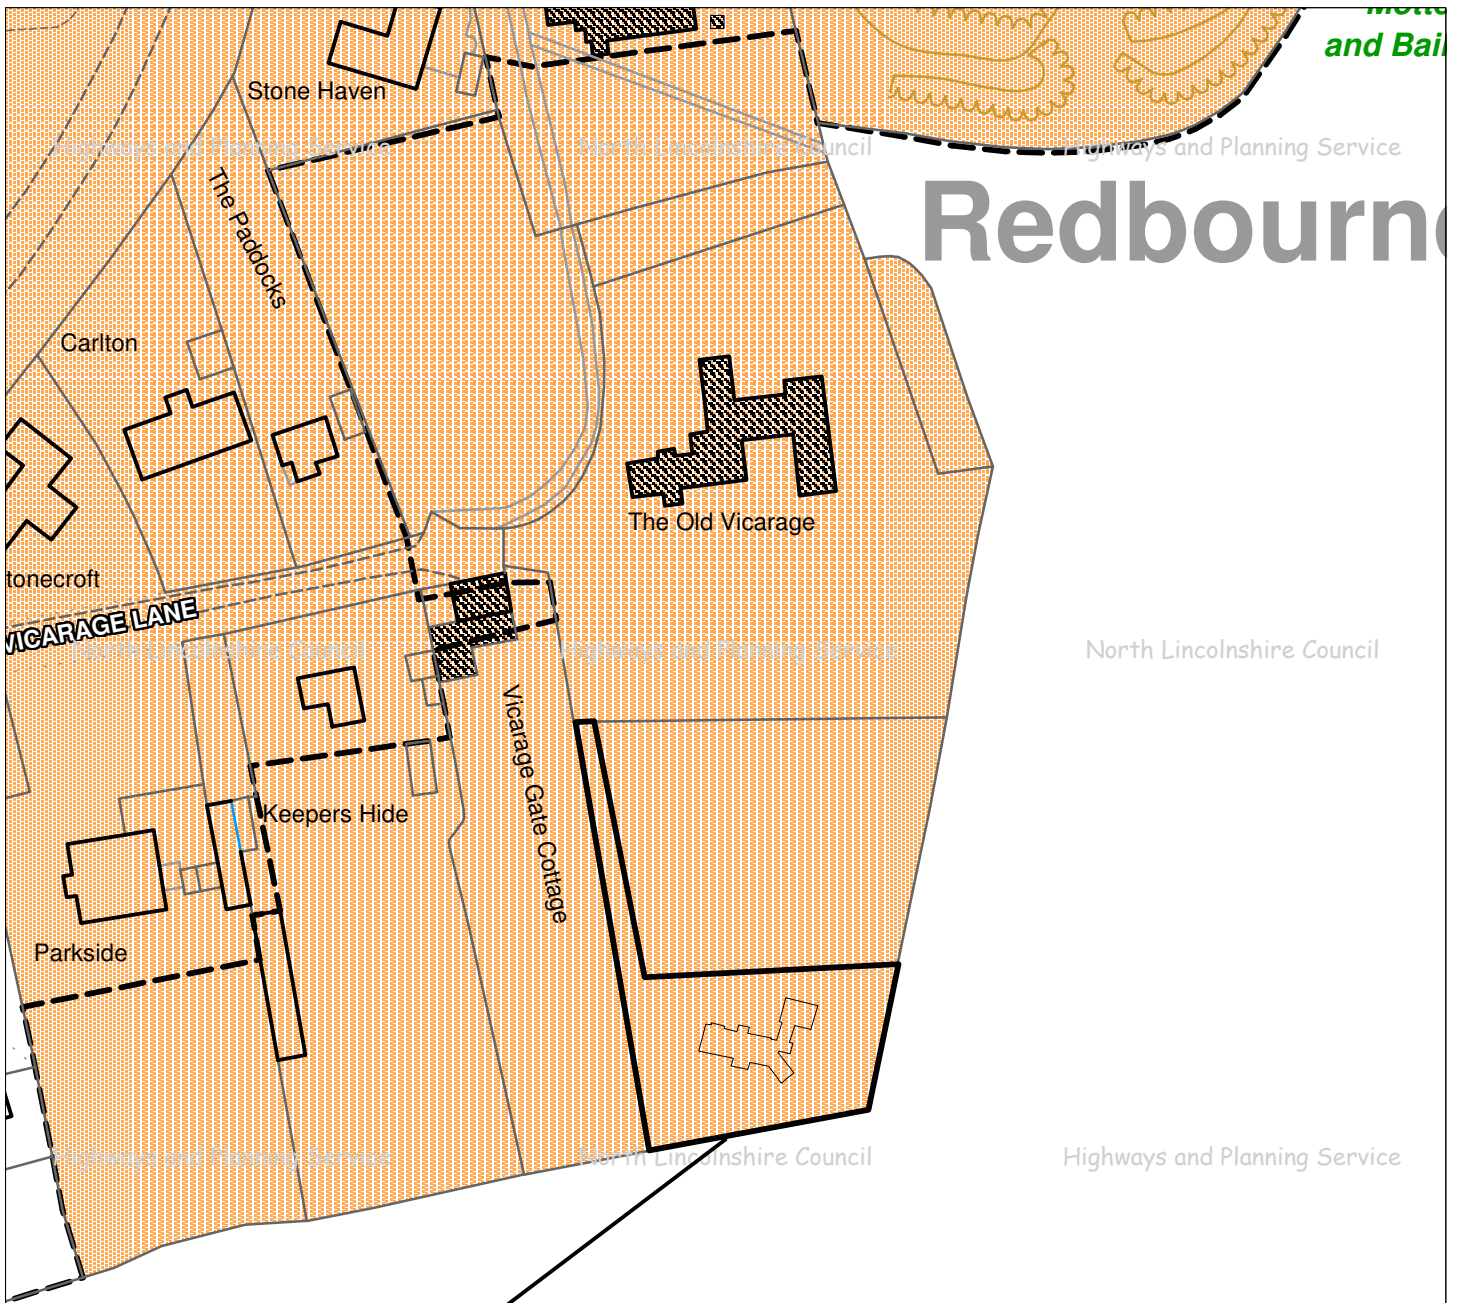 and Bail
Stone Haven
Highways and Planning Service
North Lincolnshire Council
Highways and Planning Service
The Paddocks
Redbourne
Carlton
The Old Vicarage
tonecroft
VICARAGE LANE
North Lincolnshire Council
Highways and Planning Service
North Lincolnshire Council
Vicarage Gate Cottage
Keepers Hide
Parkside
Highways and Planning Service
North Lincolnshire Council
Highways and Planning Service